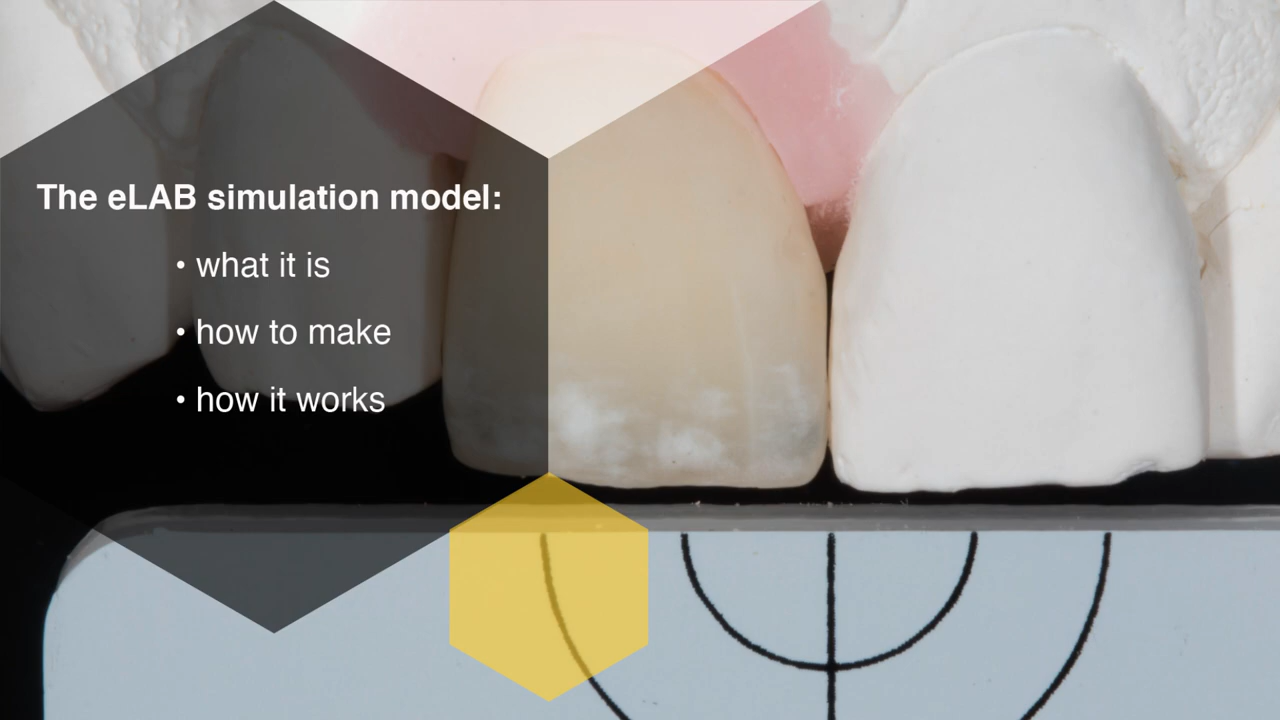 The eLAB simulation model:
• what it is
• how to make
• how it works